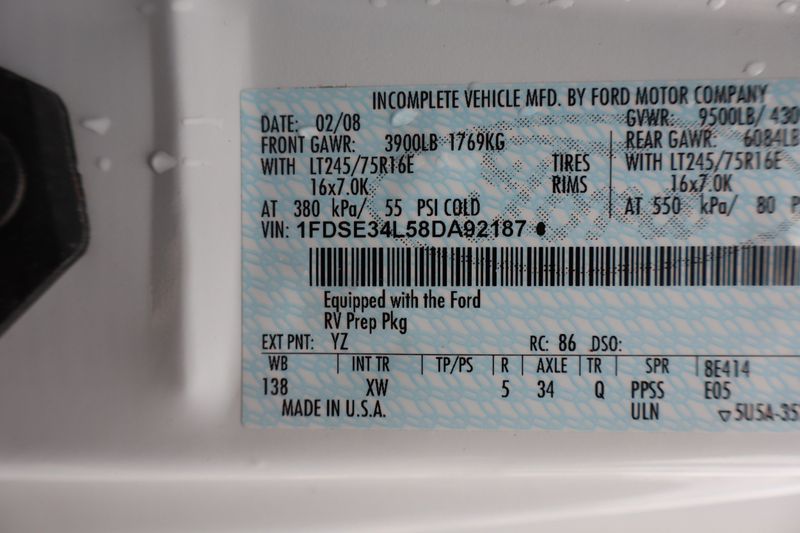 INCOMPLETE VEHICLE MFD. BY FORD MOTOR COMPANY
DATE: 02/08 GVWR: 9500LB/ 430
FRONT GAWR: 3900LB 1769KG REAR GAWR: 6084LB
WITH LT245/75R16E TIRES WITH LT245/75R16E
16x7.0K RIMS 16x7.0K
AT 380 kPa/ 55 PSI COLD AT 550 kPa/ 80 P
VIN: 1FDSE34L58DA92187
Equipped with the Ford
RV Prep Pkg
EXT PNT: YZ RC: 86 DSO:
WB INT TR TP/PS R AXLE TR SPR 8E414
138 XW 5 34 Q PPSS E05
MADE IN U.S.A. ULN ▽5U5A-35